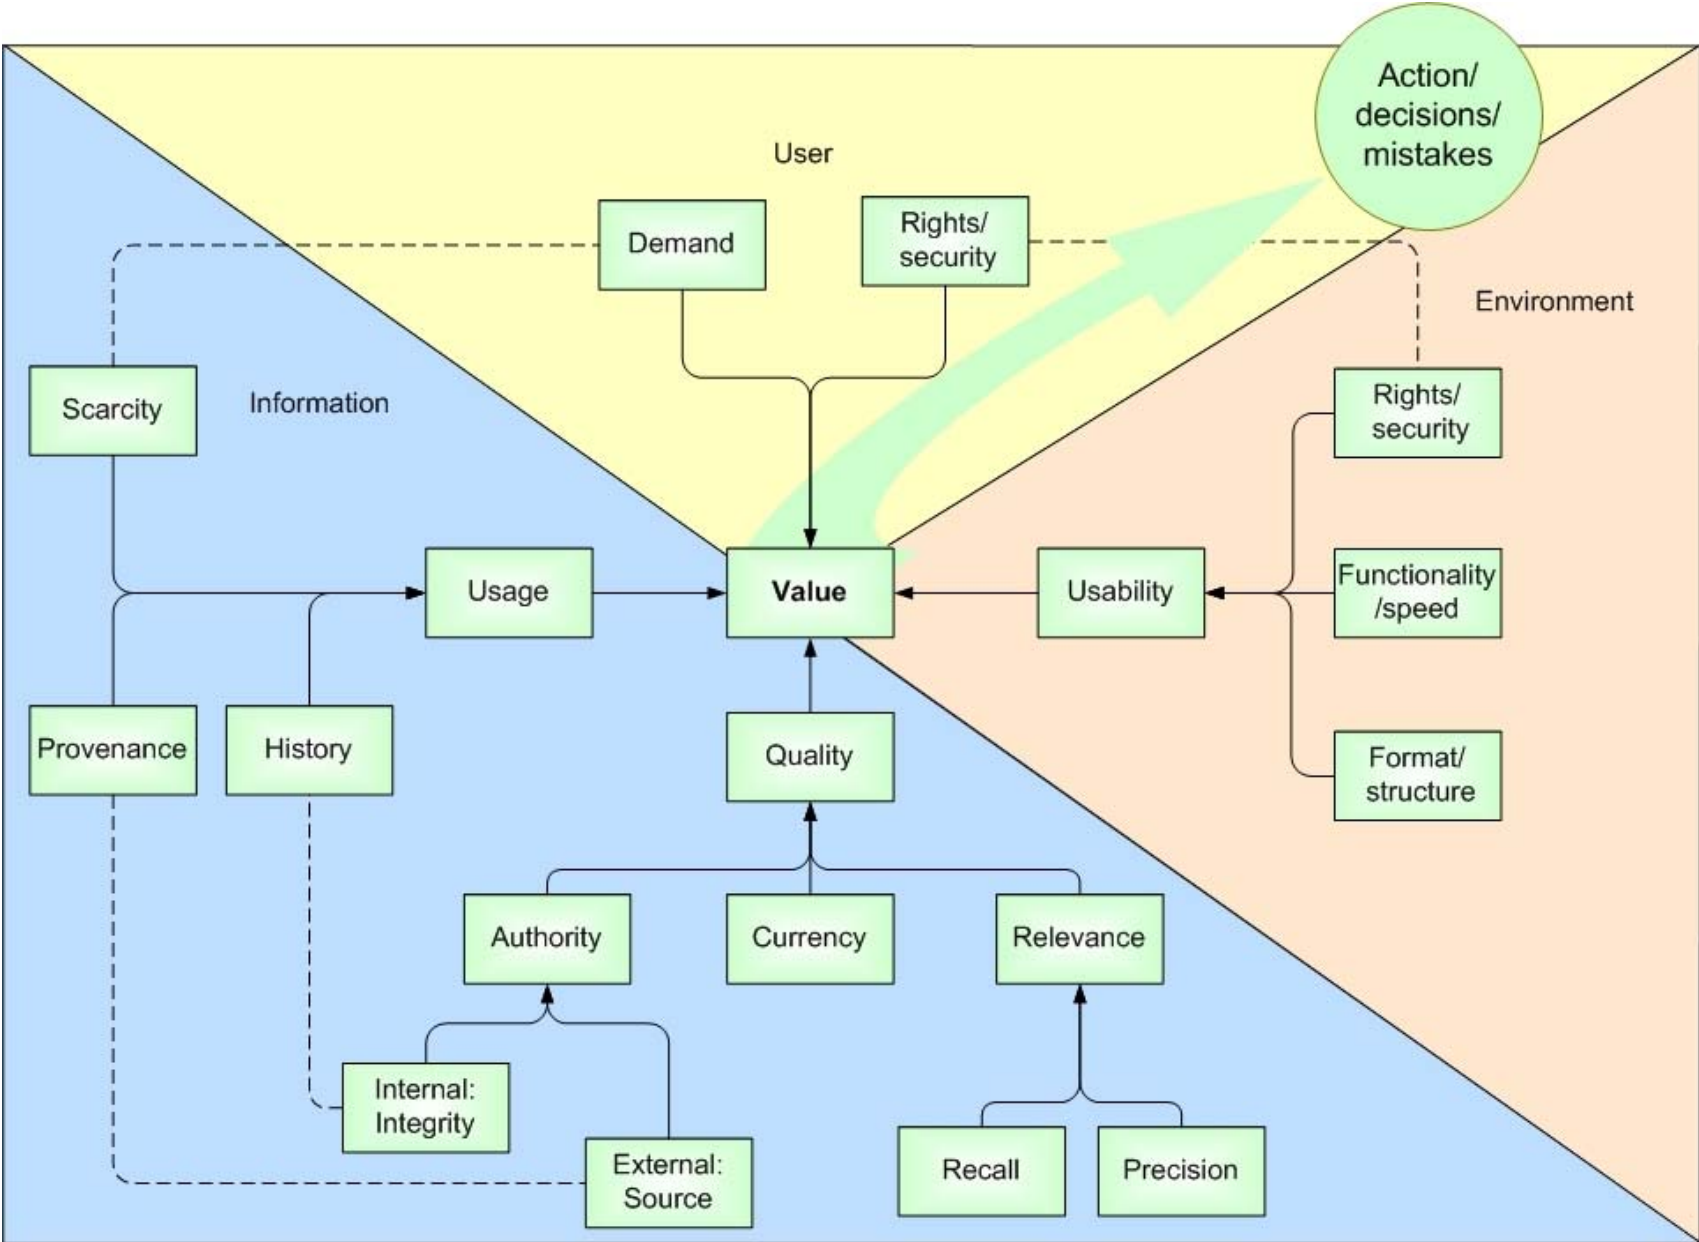 Action/
decisions/
mistakes
User
Demand
Rights/
security
Environment
Scarcity
Information
Rights/
security
Usage
Value
Usability
Functionality
/speed
Provenance
History
Quality
Format/
structure
Authority
Currency
Relevance
Internal:
Integrity
External:
Source
Recall
Precision